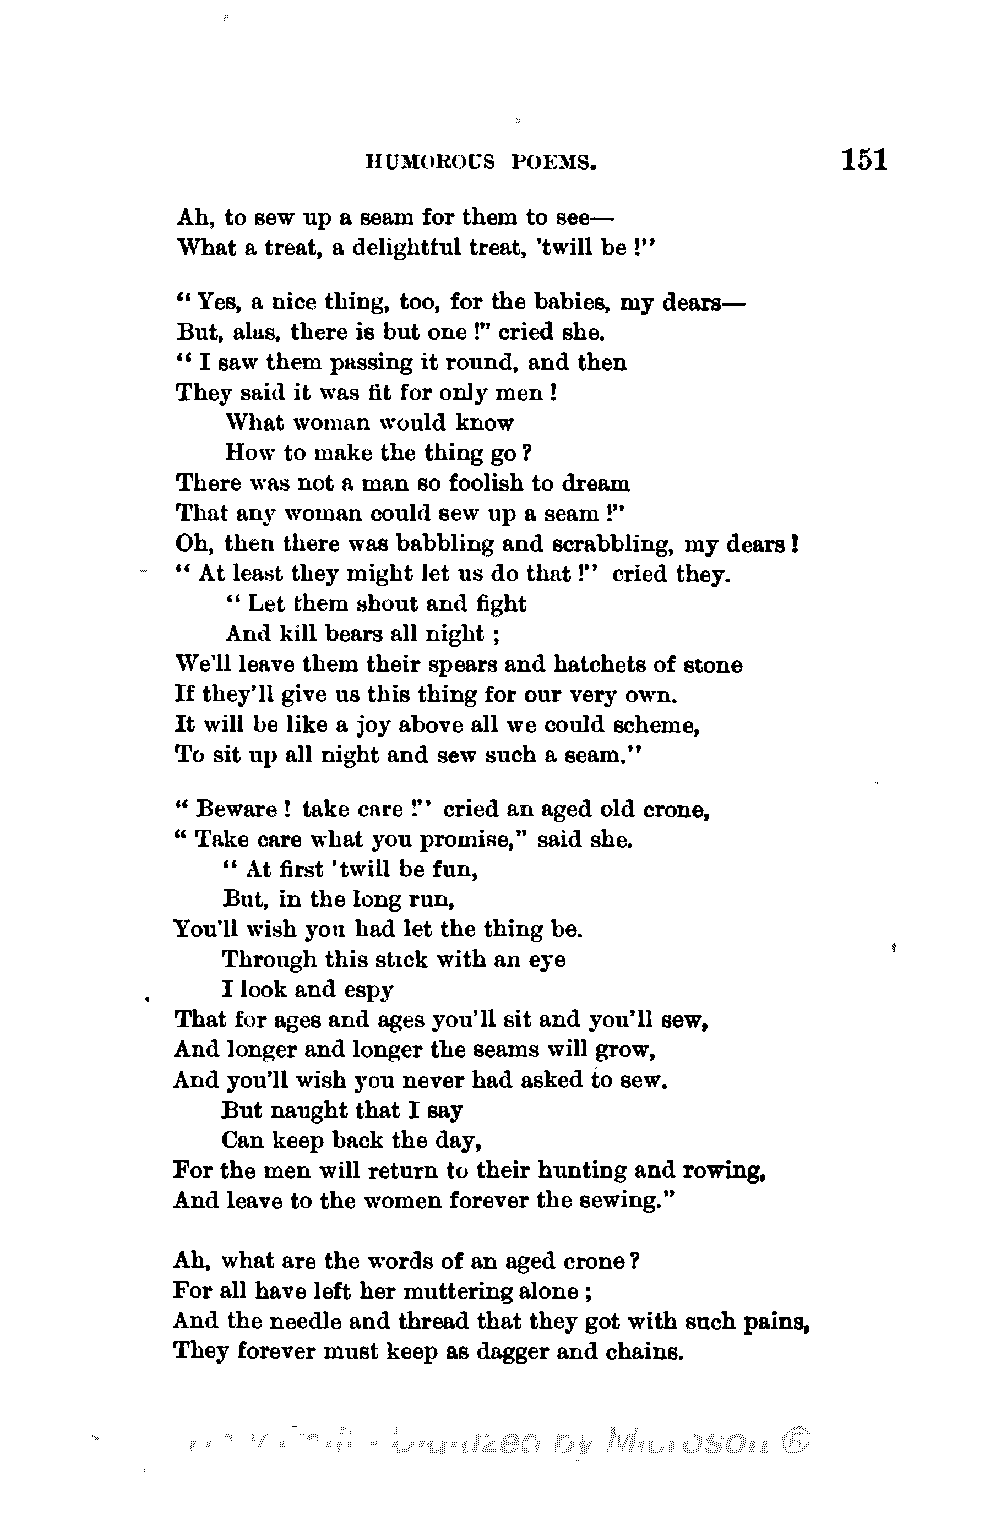 HUMOROUS POEMS. 151
Ah, to sew up a seam for them to see—
What a treat, a delightful treat, 'twill be!"
"Yes, a nice thing, too, for the babies, my dears—
But, alas, there is but one!" cried she.
"I saw them passing it round, and then
They said it was fit for only men!
What woman would know
How to make the thing go?
There was not a man so foolish to dream
That any woman could sew up a seam!"
Oh, then there was babbling and scrabbling, my dears!
"At least they might let us do that!" cried they.
"Let them shout and fight
And kill bears all night;
We'll leave them their spears and hatchets of stone
If they'll give us this thing for our very own.
It will be like a joy above all we could scheme,
To sit up all night and sew such a seam."
"Beware! take care!" cried an aged old crone,
"Take care what you promise," said she.
"At first 'twill be fun,
But, in the long run,
You'll wish you had let the thing be.
Through this stick with an eye
I look and espy
That for ages and ages you'll sit and you'll sew,
And longer and longer the seams will grow,
And you'll wish you never had asked to sew.
But naught that I say
Can keep back the day,
For the men will return to their hunting and rowing,
And leave to the women forever the sewing."
Ah, what are the words of an aged crone?
For all have left her muttering alone;
And the needle and thread that they got with such pains,
They forever must keep as dagger and chains.
by Microsoft ®